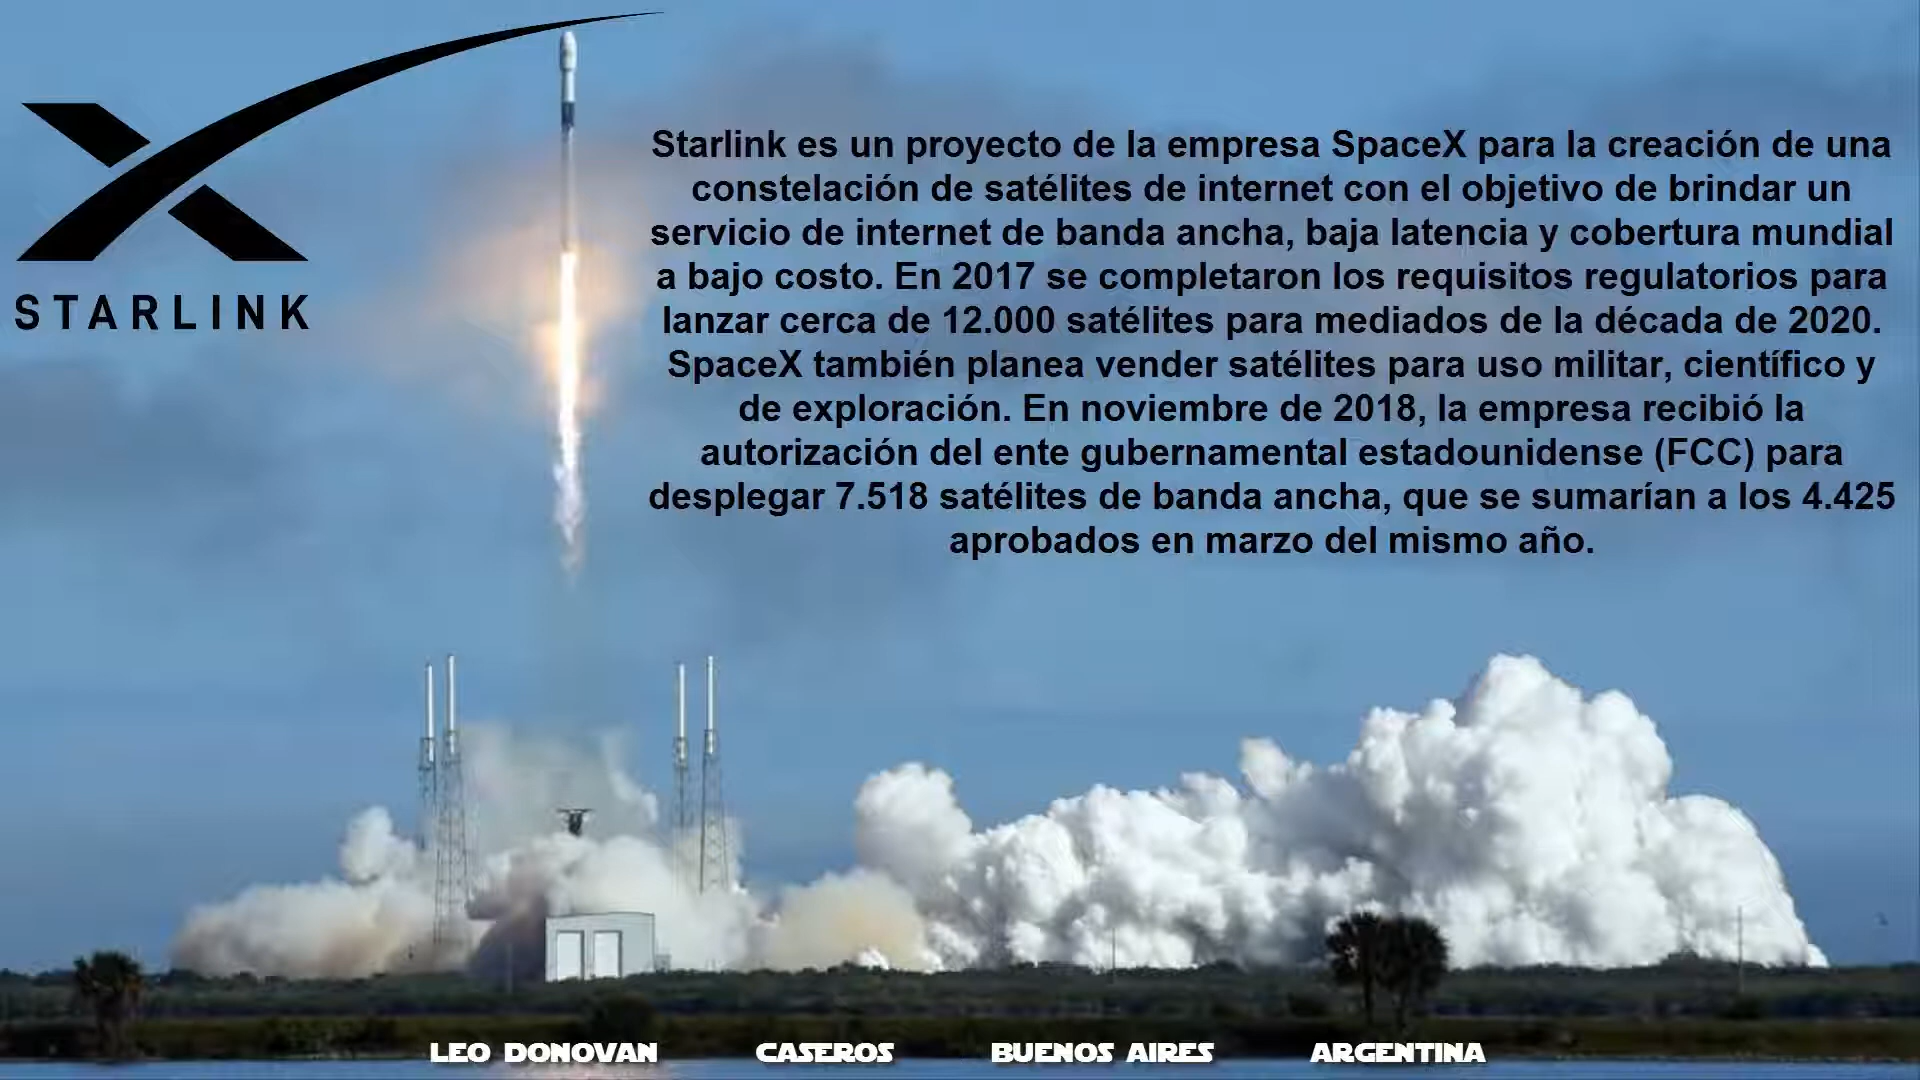 STARLINK
Starlink es un proyecto de la empresa SpaceX para la creación de una
constelación de satélites de internet con el objetivo de brindar un
servicio de internet de banda ancha, baja latencia y cobertura mundial
a bajo costo. En 2017 se completaron los requisitos regulatorios para
lanzar cerca de 12.000 satélites para mediados de la década de 2020.
SpaceX también planea vender satélites para uso militar, científico y
de exploración. En noviembre de 2018, la empresa recibió la
autorización del ente gubernamental estadounidense (FCC) para
desplegar 7.518 satélites de banda ancha, que se sumarían a los 4.425
aprobados en marzo del mismo año.
LEO DONOVAN CASEROS BUENOS AIRES ARGENTINA